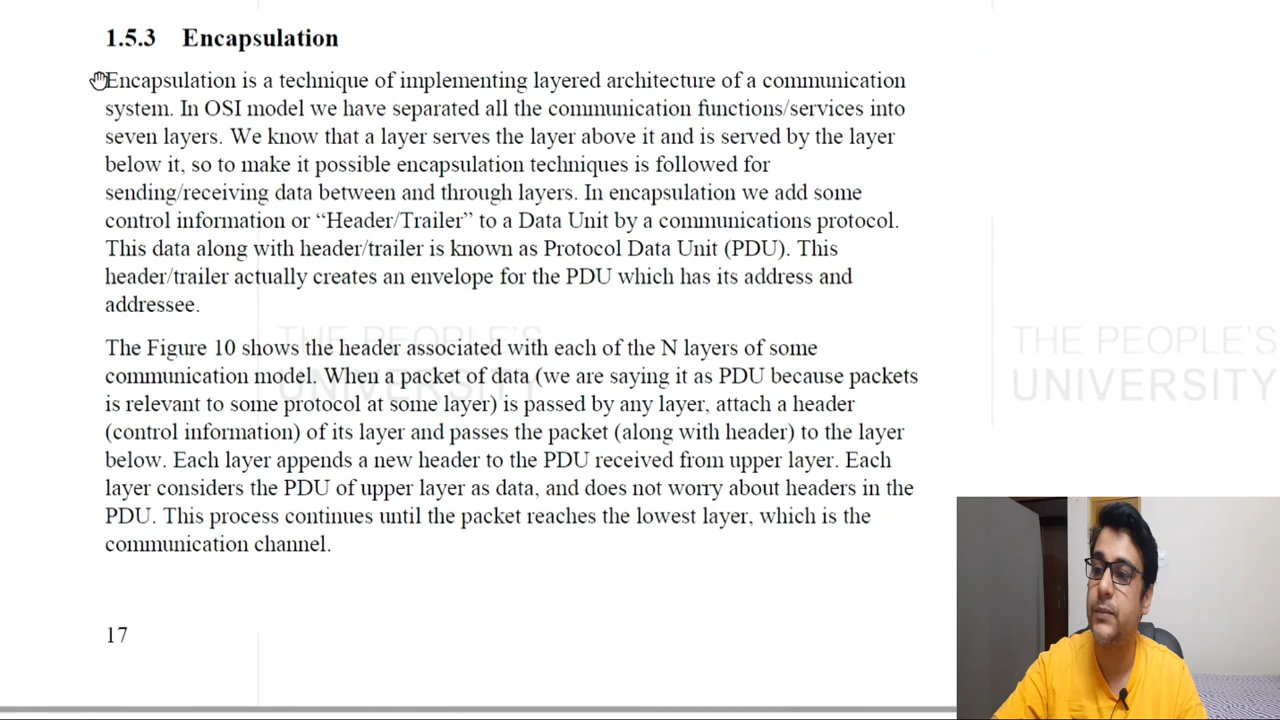 1.5.3 Encapsulation
Encapsulation is a technique of implementing layered architecture of a communication
system. In OSI model we have separated all the communication functions/services into
seven layers. We know that a layer serves the layer above it and is served by the layer
below it, so to make it possible encapsulation techniques is followed for
sending/receiving data between and through layers. In encapsulation we add some
control information or “Header/Trailer” to a Data Unit by a communications protocol.
This data along with header/trailer is known as Protocol Data Unit (PDU). This
header/trailer actually creates an envelope for the PDU which has its address and
addressee.
The Figure 10 shows the header associated with each of the N layers of some
communication model. When a packet of data (we are saying it as PDU because packets
is relevant to some protocol at some layer) is passed by any layer, attach a header
(control information) of its layer and passes the packet (along with header) to the layer
below. Each layer appends a new header to the PDU received from upper layer. Each
layer considers the PDU of upper layer as data, and does not worry about headers in the
PDU. This process continues until the packet reaches the lowest layer, which is the
communication channel.
17
THE PEOPLE'S
UNIVERSITY
THE PEOPLE'S
UNIVERSITY